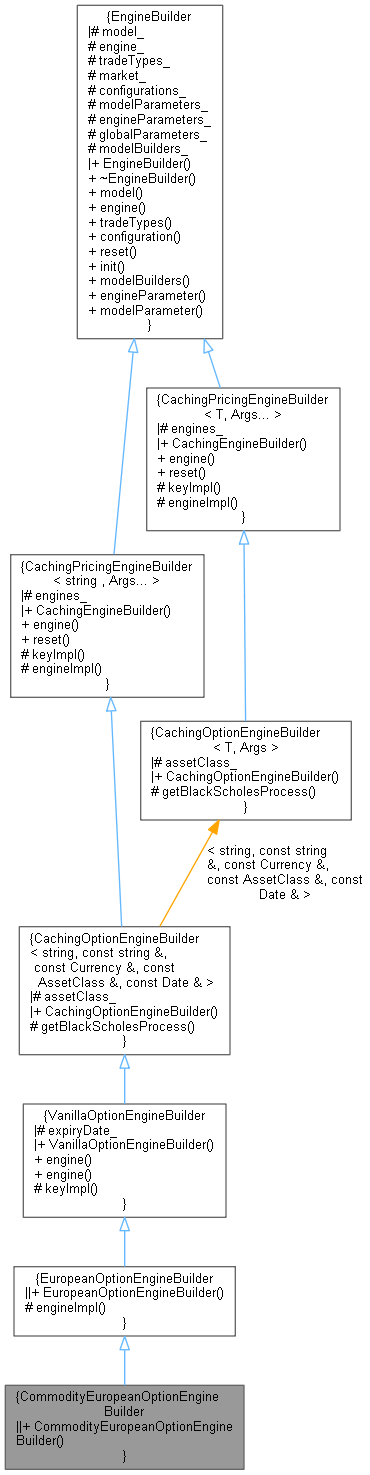 {EngineBuilder
|# model_
# engine_
# tradeTypes_
# market_
# configurations_
# modelParameters_
# engineParameters_
# globalParameters_
# modelBuilders_
|+ EngineBuilder()
+ ~EngineBuilder()
+ model()
+ engine()
+ tradeTypes()
+ configuration()
+ reset()
+ init()
+ modelBuilders()
+ engineParameter()
+ modelParameter()
}
{CachingPricingEngineBuilder
< T, Args... >
|# engines_
|+ CachingEngineBuilder()
+ engine()
+ reset()
# keyImpl()
# engineImpl()
}
{CachingPricingEngineBuilder
< string , Args... >
|# engines_
|+ CachingEngineBuilder()
+ engine()
+ reset()
# keyImpl()
# engineImpl()
}
{CachingOptionEngineBuilder
< T, Args >
|# assetClass_
|+ CachingOptionEngineBuilder()
# getBlackScholesProcess()
}
< string, const string
&, const Currency &,
const AssetClass &, const
Date & >
{CachingOptionEngineBuilder
< string, const string &,
const Currency &, const
AssetClass &, const Date & >
|# assetClass_
|+ CachingOptionEngineBuilder()
# getBlackScholesProcess()
}
{VanillaOptionEngineBuilder
|# expiryDate_
|+ VanillaOptionEngineBuilder()
+ engine()
+ engine()
# keyImpl()
}
{EuropeanOptionEngineBuilder
||+ EuropeanOptionEngineBuilder()
# engineImpl()
}
{CommodityEuropeanOptionEngine
Builder
||+ CommodityEuropeanOptionEngine
Builder()
}